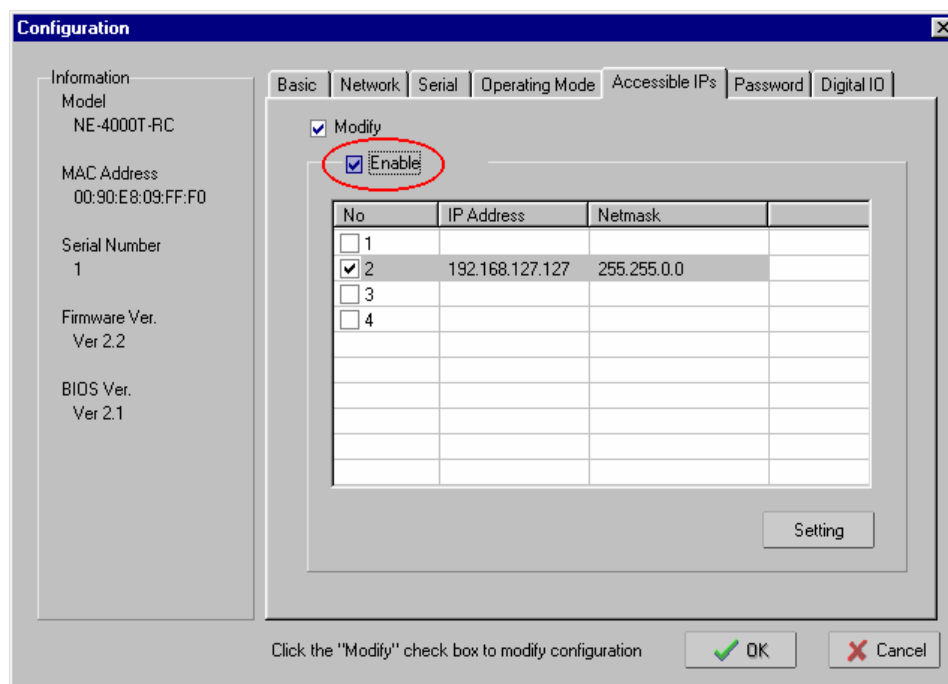 Configuration
Information
Model
NE-4000T-RC
MAC Address
00:90:E8:09:FF:F0
Serial Number
1
Firmware Ver.
Ver 2.2
BIOS Ver.
Ver 2.1
Basic Network Serial Operating Mode Accessible IPs Password Digital IO
Modify
Enable
No IP Address Netmask
1
2 192.168.127.127 255.255.0.0
3
4
Setting
Click the "Modify" check box to modify configuration OK Cancel